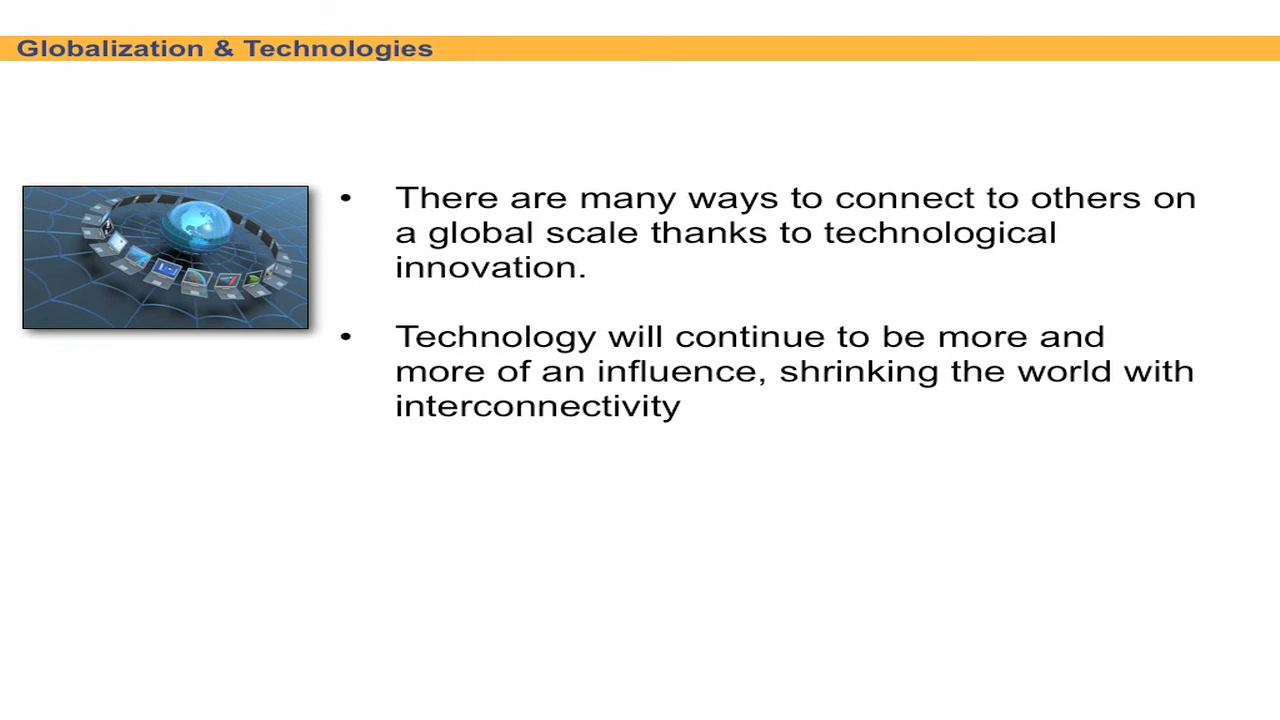 Globalization & Technologies
• There are many ways to connect to others on
a global scale thanks to technological
innovation.
• Technology will continue to be more and
more of an influence, shrinking the world with
interconnectivity